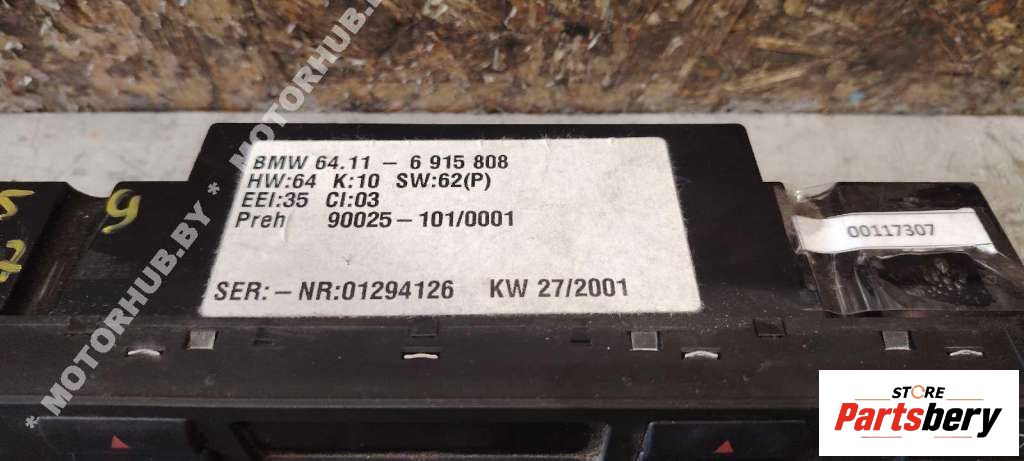 BMW 64.11 - 6 915 808
HW:64 K:10 SW:62(P)
EEI:35 CI:03
Preh 90025-101/0001
SER:-NR:01294126 KW 27/2001
00117307
* MOTORHUB.BY * MOTORHUB.BY *
STORE
Partsbery